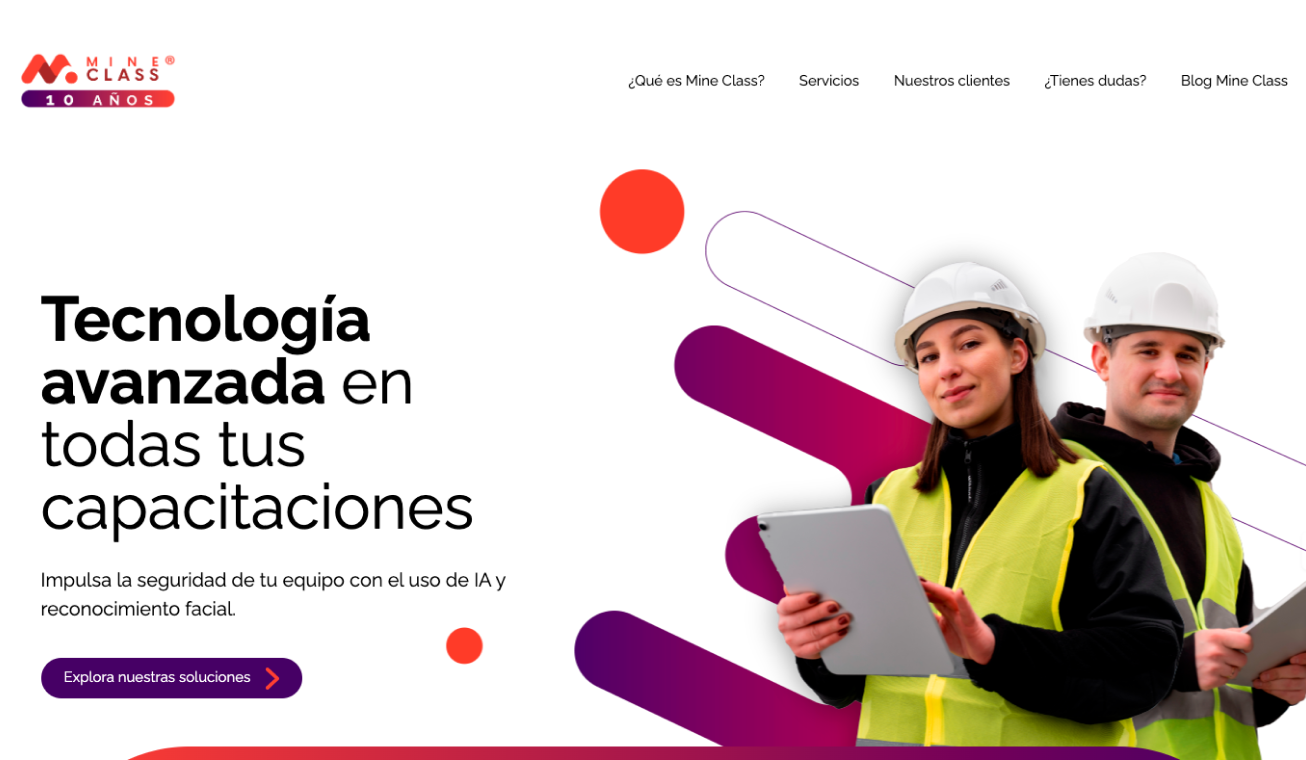 MINE®
CLASS
10 AÑOS
¿Qué es Mine Class? Servicios Nuestros clientes ¿Tienes dudas? Blog Mine Class
Tecnología
avanzada en
todas tus
capacitaciones
Impulsa la seguridad de tu equipo con el uso de IA y
reconocimiento facial.
Explora nuestras soluciones